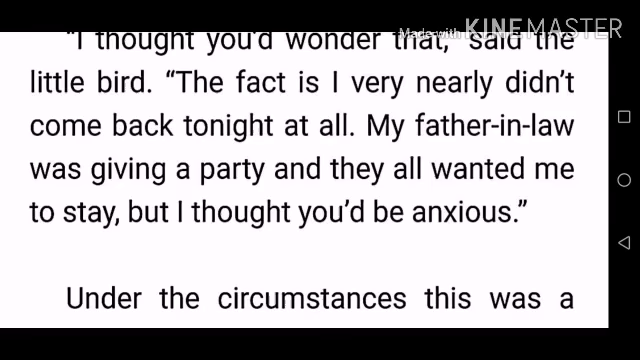 Made with KINEMASTER
"I thought you'd wonder that," said the
little bird. "The fact is I very nearly didn't
come back tonight at all. My father-in-law
was giving a party and they all wanted me
to stay, but I thought you'd be anxious."
Under the circumstances this was a